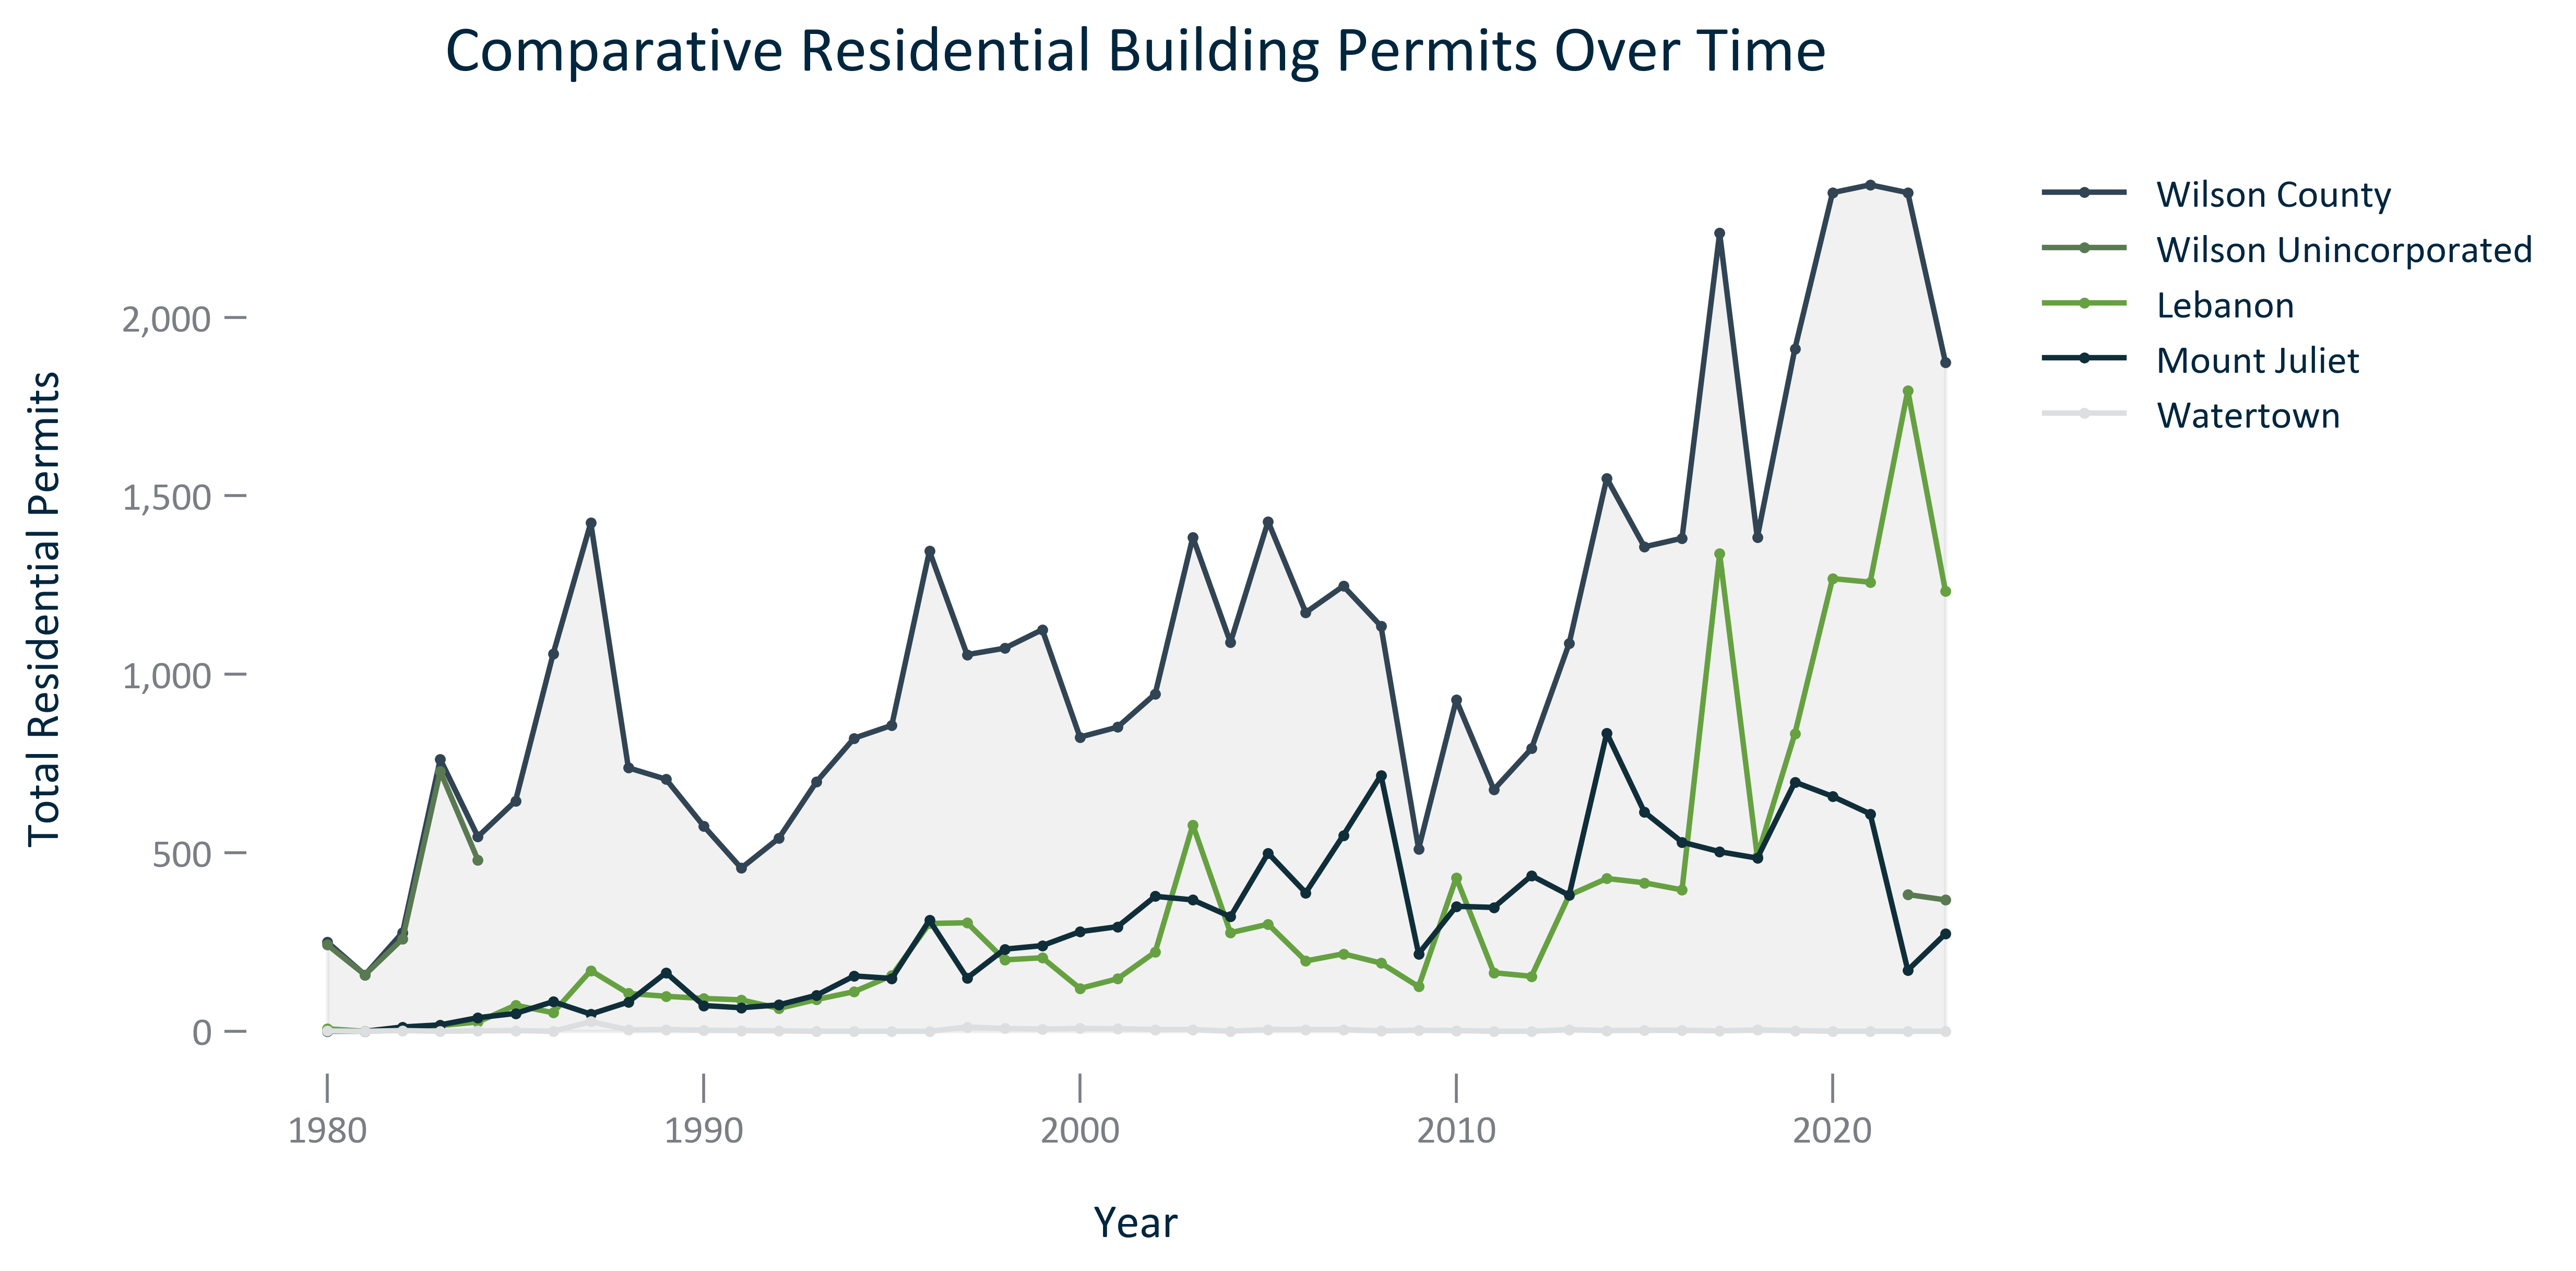 Comparative Residential Building Permits Over Time
Total Residential Permits
2,000
1,500
1,000
500
0
1980
1990
2000
2010
2020
Year
Wilson County
Wilson Unincorporated
Lebanon
Mount Juliet
Watertown